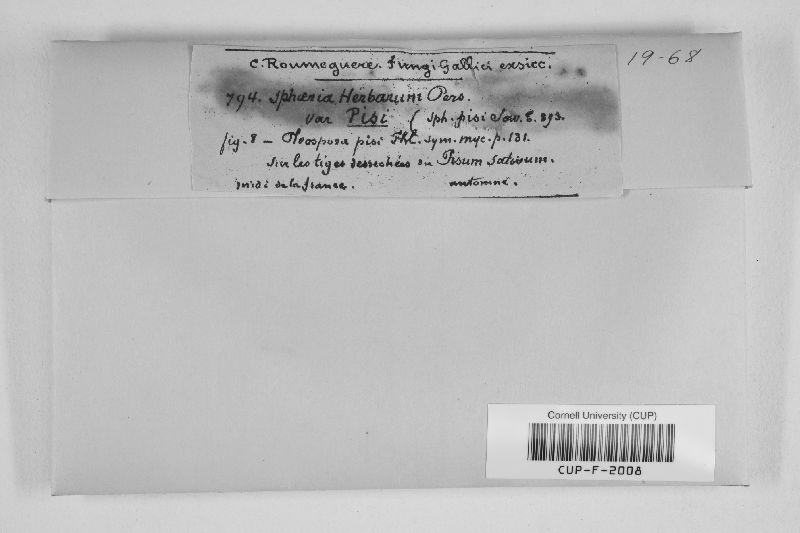 19-68
C. Roumeguere. Fungi Gallici exsicc.
794. Sphæria Herbarum Pers.
var Pisi ( Sph. pisi Sow. t. 393.
fig. 8 - Pleospora pisi Fkl. sym. myc. p. 131.
Sur les tiges desséchées du Pisum Sativum.
midi de la france. automne.
Cornell University (CUP)
CUP-F-2008